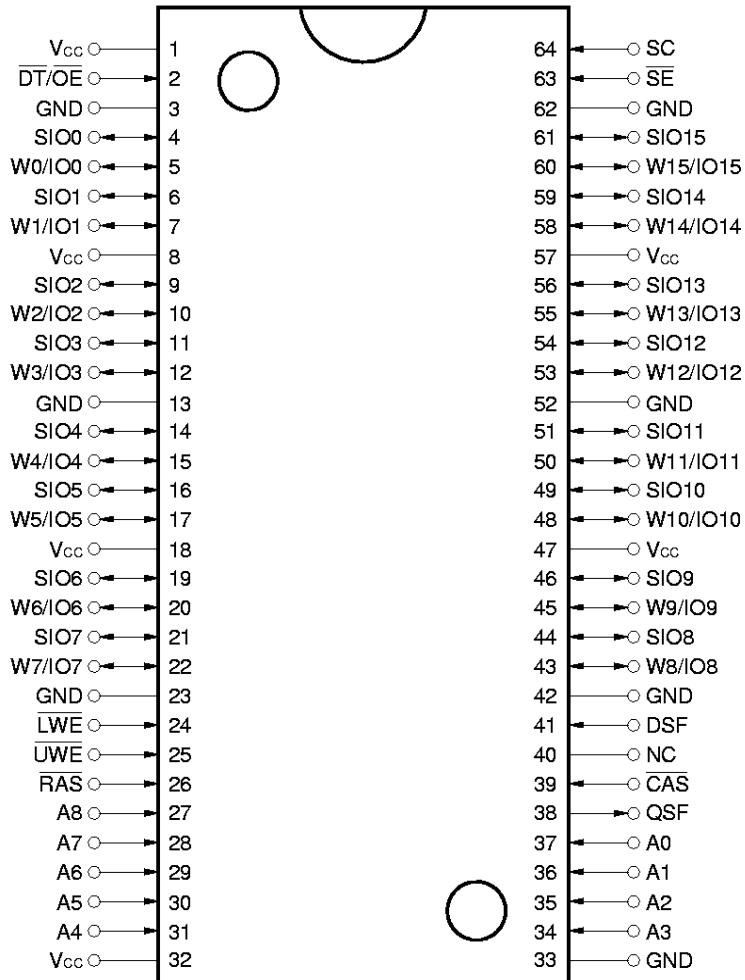 Vcc 1 64 SC
D̅T̅/O̅E̅ 2 63 S̅E̅
GND 3 62 GND
SIO0 4 61 SIO15
W0/IO0 5 60 W15/IO15
SIO1 6 59 SIO14
W1/IO1 7 58 W14/IO14
Vcc 8 57 Vcc
SIO2 9 56 SIO13
W2/IO2 10 55 W13/IO13
SIO3 11 54 SIO12
W3/IO3 12 53 W12/IO12
GND 13 52 GND
SIO4 14 51 SIO11
W4/IO4 15 50 W11/IO11
SIO5 16 49 SIO10
W5/IO5 17 48 W10/IO10
Vcc 18 47 Vcc
SIO6 19 46 SIO9
W6/IO6 20 45 W9/IO9
SIO7 21 44 SIO8
W7/IO7 22 43 W8/IO8
GND 23 42 GND
L̅W̅E̅ 24 41 DSF
U̅W̅E̅ 25 40 NC
R̅A̅S̅ 26 39 C̅A̅S̅
A8 27 38 QSF
A7 28 37 A0
A6 29 36 A1
A5 30 35 A2
A4 31 34 A3
Vcc 32 33 GND